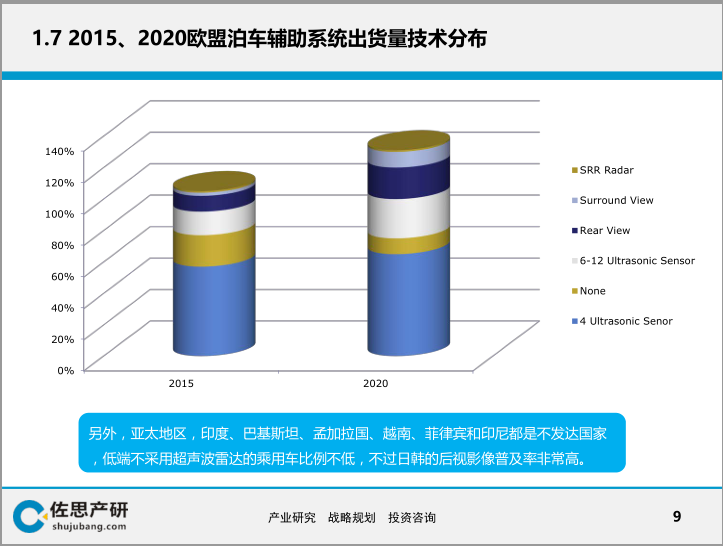 1.7 2015、2020欧盟泊车辅助系统出货量技术分布
140%
120%
100%
80%
60%
40%
20%
0%
2015
2020
SRR Radar
Surround View
Rear View
6-12 Ultrasonic Sensor
None
4 Ultrasonic Senor
另外，亚太地区，印度、巴基斯坦、孟加拉国、越南、菲律宾和印尼都是不发达国家
，低端不采用超声波雷达的乘用车比例不低，不过日韩的后视影像普及率非常高。
佐思产研
shujubang.com
产业研究 战略规划 投资咨询
9